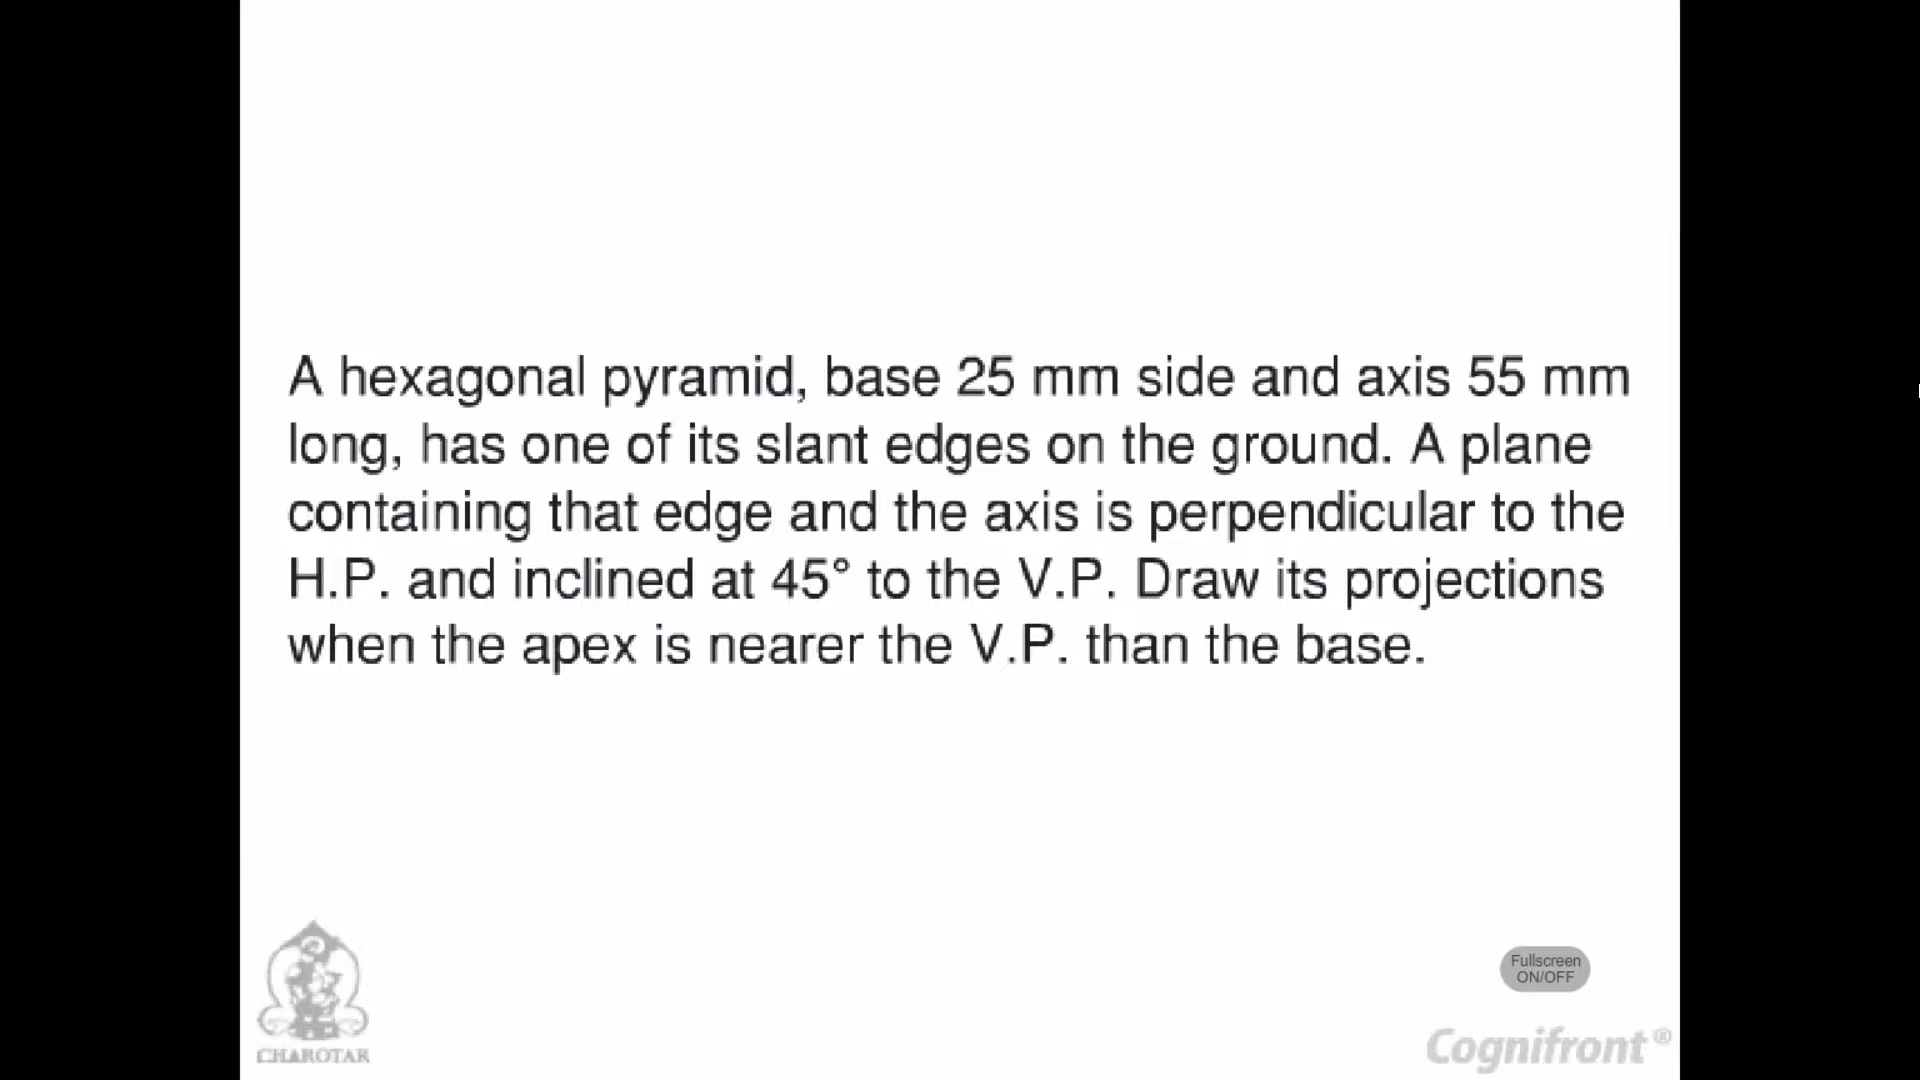 A hexagonal pyramid, base 25 mm side and axis 55 mm
long, has one of its slant edges on the ground. A plane
containing that edge and the axis is perpendicular to the
H.P. and inclined at 45° to the V.P. Draw its projections
when the apex is nearer the V.P. than the base.
Fullscreen
ON/OFF
CHAROTAR
Cognifront®